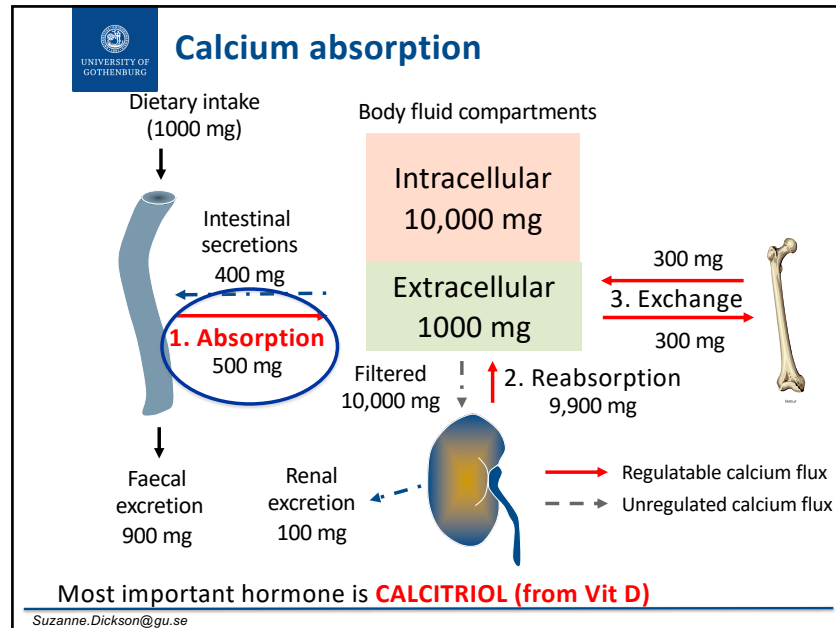 UNIVERSITY OF
GOTHENBURG
Calcium absorption
Dietary intake
(1000 mg)
Body fluid compartments
Intracellular
10,000 mg
Intestinal
secretions
400 mg
Extracellular
1000 mg
300 mg
3. Exchange
300 mg
1. Absorption
500 mg
Filtered
10,000 mg
2. Reabsorption
9,900 mg
Faecal
excretion
900 mg
Renal
excretion
100 mg
Regulatable calcium flux
Unregulated calcium flux
Most important hormone is CALCITRIOL (from Vit D)
Suzanne.Dickson@gu.se